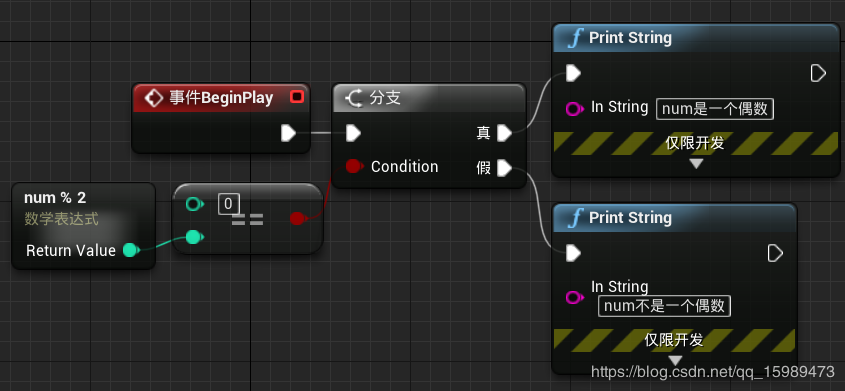 事件BeginPlay
分支
真
Condition
假
num % 2
数学表达式
Return Value
0
==
f Print String
In String num是一个偶数
仅限开发
f Print String
In String
num不是一个偶数
仅限开发
https://blog.csdn.net/qq_15989473